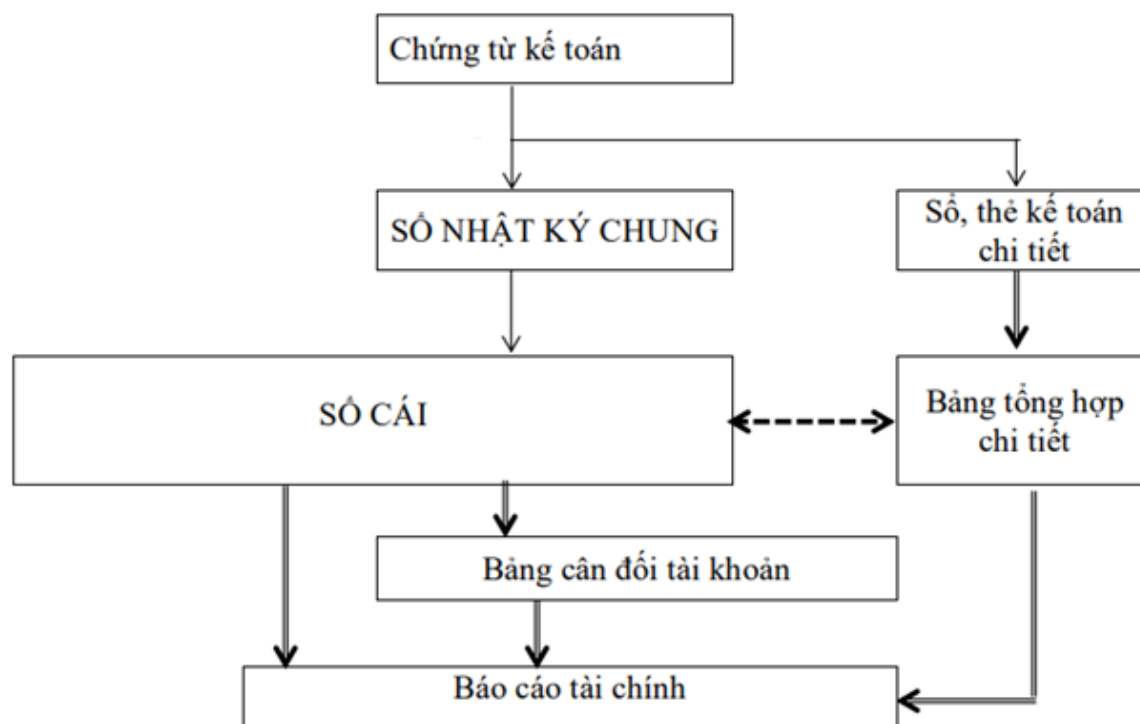 Chứng từ kế toán
SỔ NHẬT KÝ CHUNG
Sổ, thẻ kế toán
chi tiết
SỔ CÁI
Bảng tổng hợp
chi tiết
Bảng cân đối tài khoản
Báo cáo tài chính